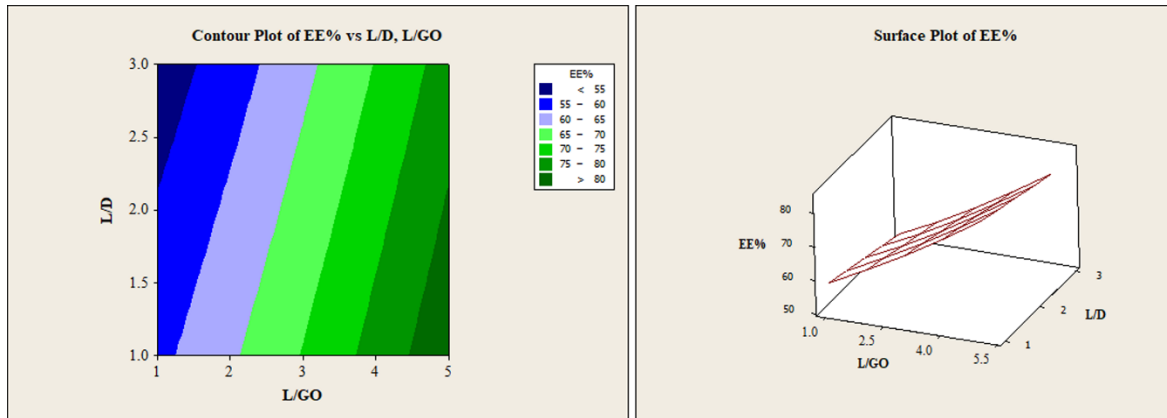 Contour Plot of EE% vs L/D, L/GO
3.0
2.5
2.0
1.5
1.0
L/D
1
2
3
4
5
L/GO
EE%
< 55
55 – 60
60 – 65
65 – 70
70 – 75
75 – 80
> 80
Surface Plot of EE%
80
70
60
50
EE%
1.0
2.5
4.0
5.5
L/GO
1
2
3
L/D